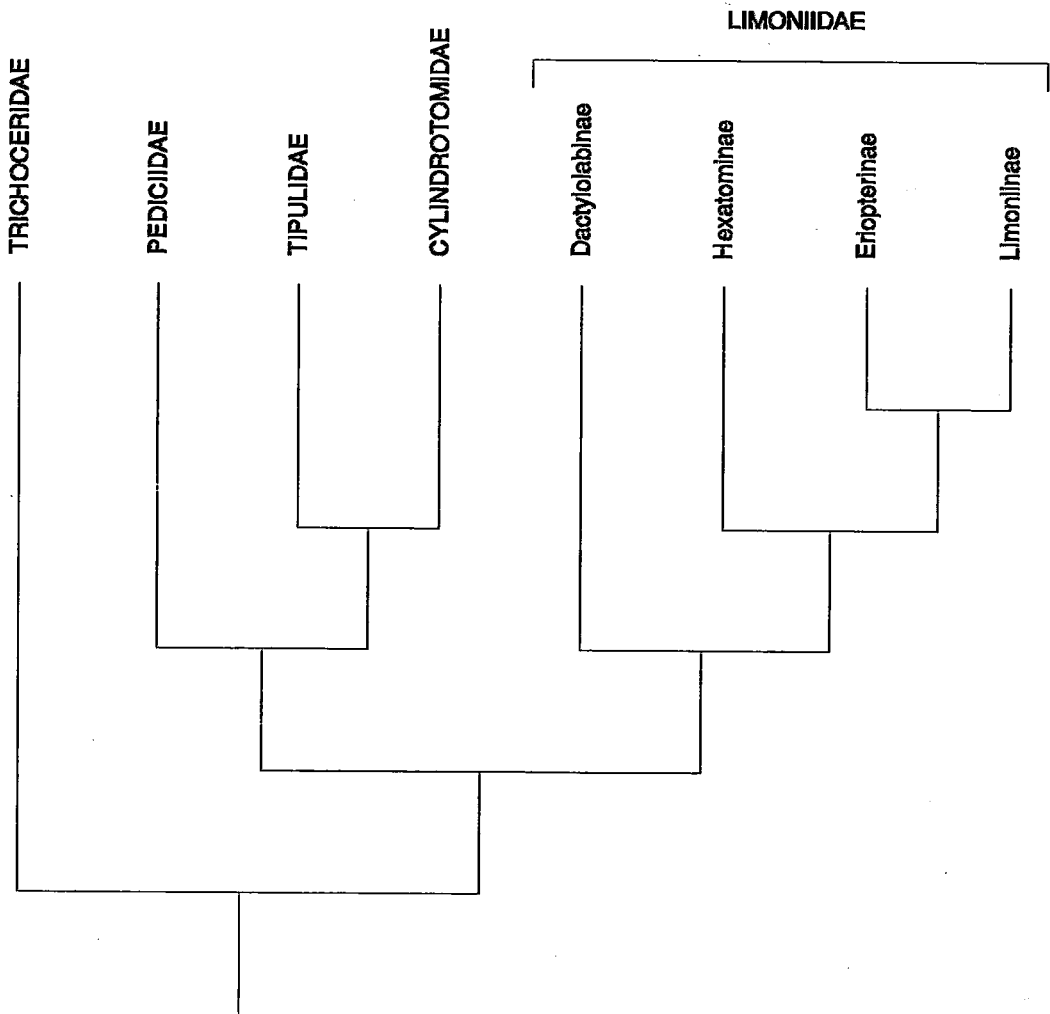 LIMONIIDAE
TRICHOCERIDAE
PEDICIIDAE
TIPULIDAE
CYLINDROTOMIDAE
Dactylolabinae
Hexatominae
Eriopterinae
Limoniinae